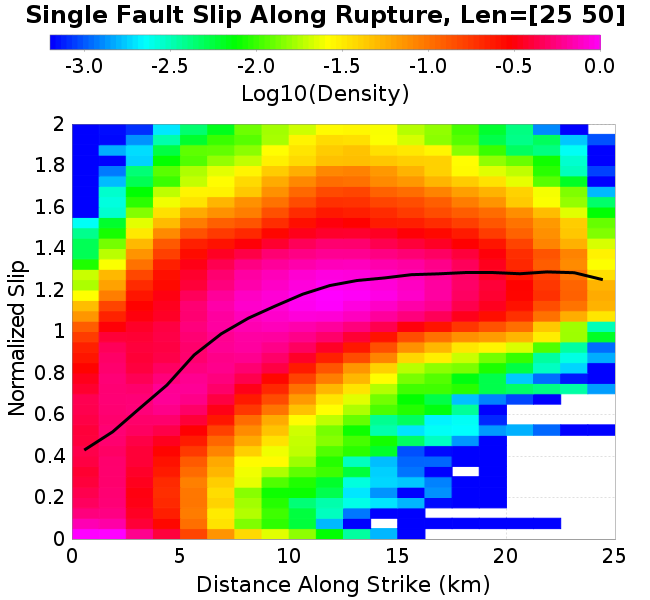 Single Fault Slip Along Rupture, Len=[25 50]
-3.0 -2.5 -2.0 -1.5 -1.0 -0.5 0.0
Log10(Density)
2
1.8
1.6
1.4
1.2
1
0.8
0.6
0.4
0.2
0
Normalized Slip
0 5 10 15 20 25
Distance Along Strike (km)